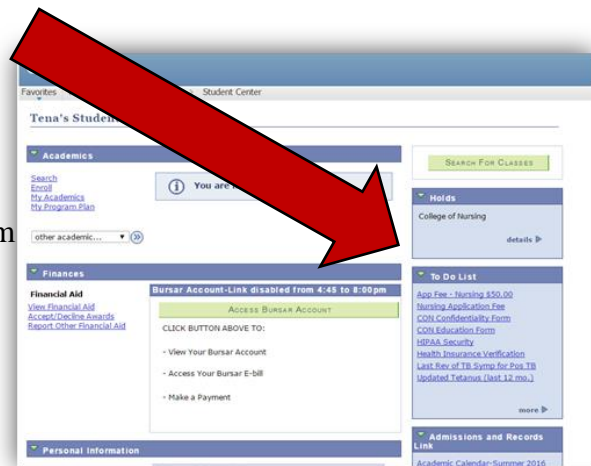 Favorites
Student Center
Tena's
Academics
SEARCH FOR CLASSES
Search
Enroll
My Academics
My Program Plan
You are
Holds
College of Nursing
m
other academic...
details
Finances
To Do List
Financial Aid
View Financial Aid
Accept/Decline Awards
Report Other Financial Aid
Bursar Account-Link disabled from 4:45 to 8:00pm
ACCESS BURSAR ACCOUNT
CLICK BUTTON ABOVE TO:
- View Your Bursar Account
- Access Your Bursar E-bill
- Make a Payment
App Fee - Nursing $50.00
Nursing Application Fee
CON Confidentiality Form
CON Education Form
HIPAA Security
Health Insurance Verification
Last Rev of TB Symp for Pos TB
Updated Tetanus (last 12 mo.)
more
Personal Information
Admissions and Records
Link
Academic Calendar-Summer 2016